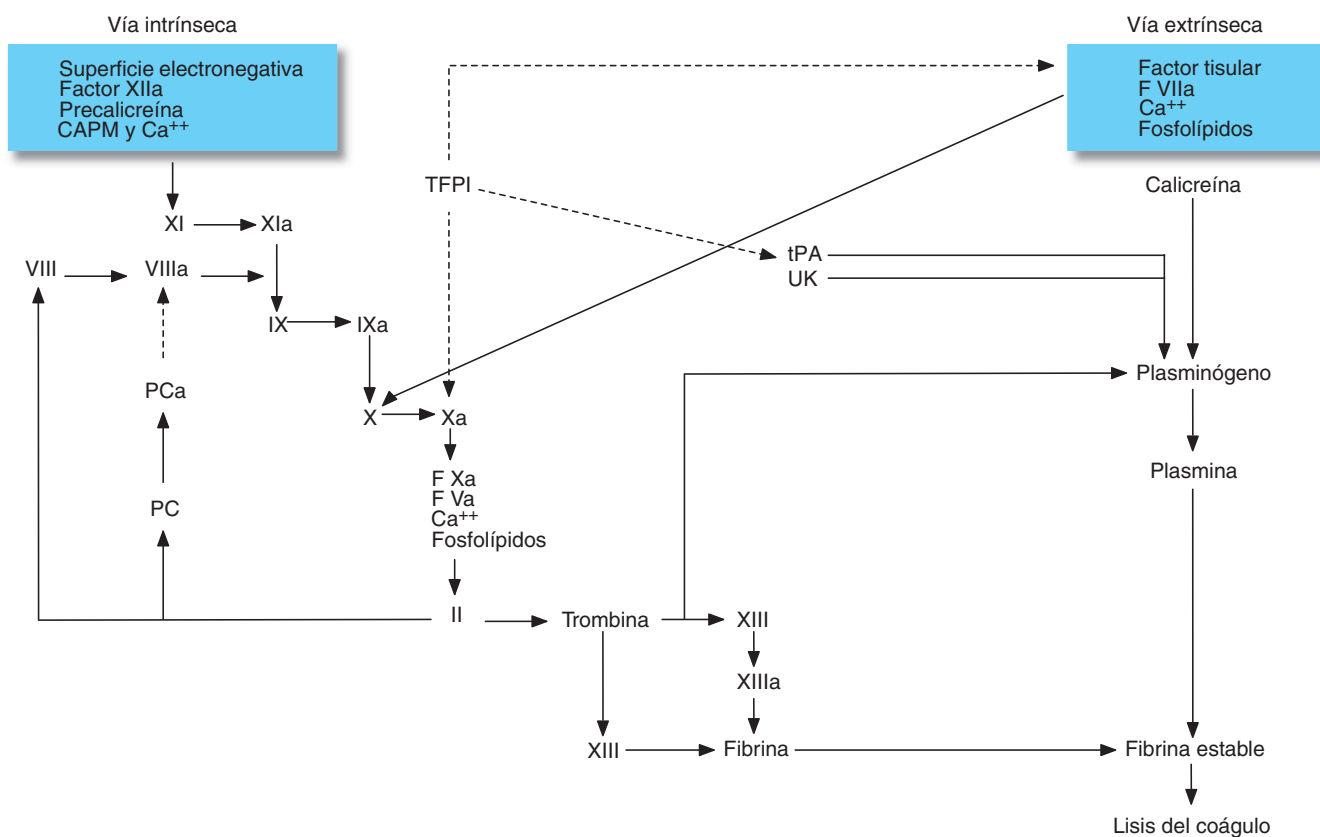 Vía intrínseca
Superficie electronegativa
Factor XIIa
Precalicreína
CAPM y Ca++
Vía extrínseca
Factor tisular
F VIIa
Ca++
Fosfolípidos
TFPI
Calicreína
XI
XIa
VIII
VIIIa
tPA
UK
IX
IXa
PCa
X
Xa
Plasminógeno
F Xa
F Va
Ca++
Fosfolípidos
Plasmina
PC
II
Trombina
XIII
XIIIa
XIII
Fibrina
Fibrina estable
Lisis del coágulo